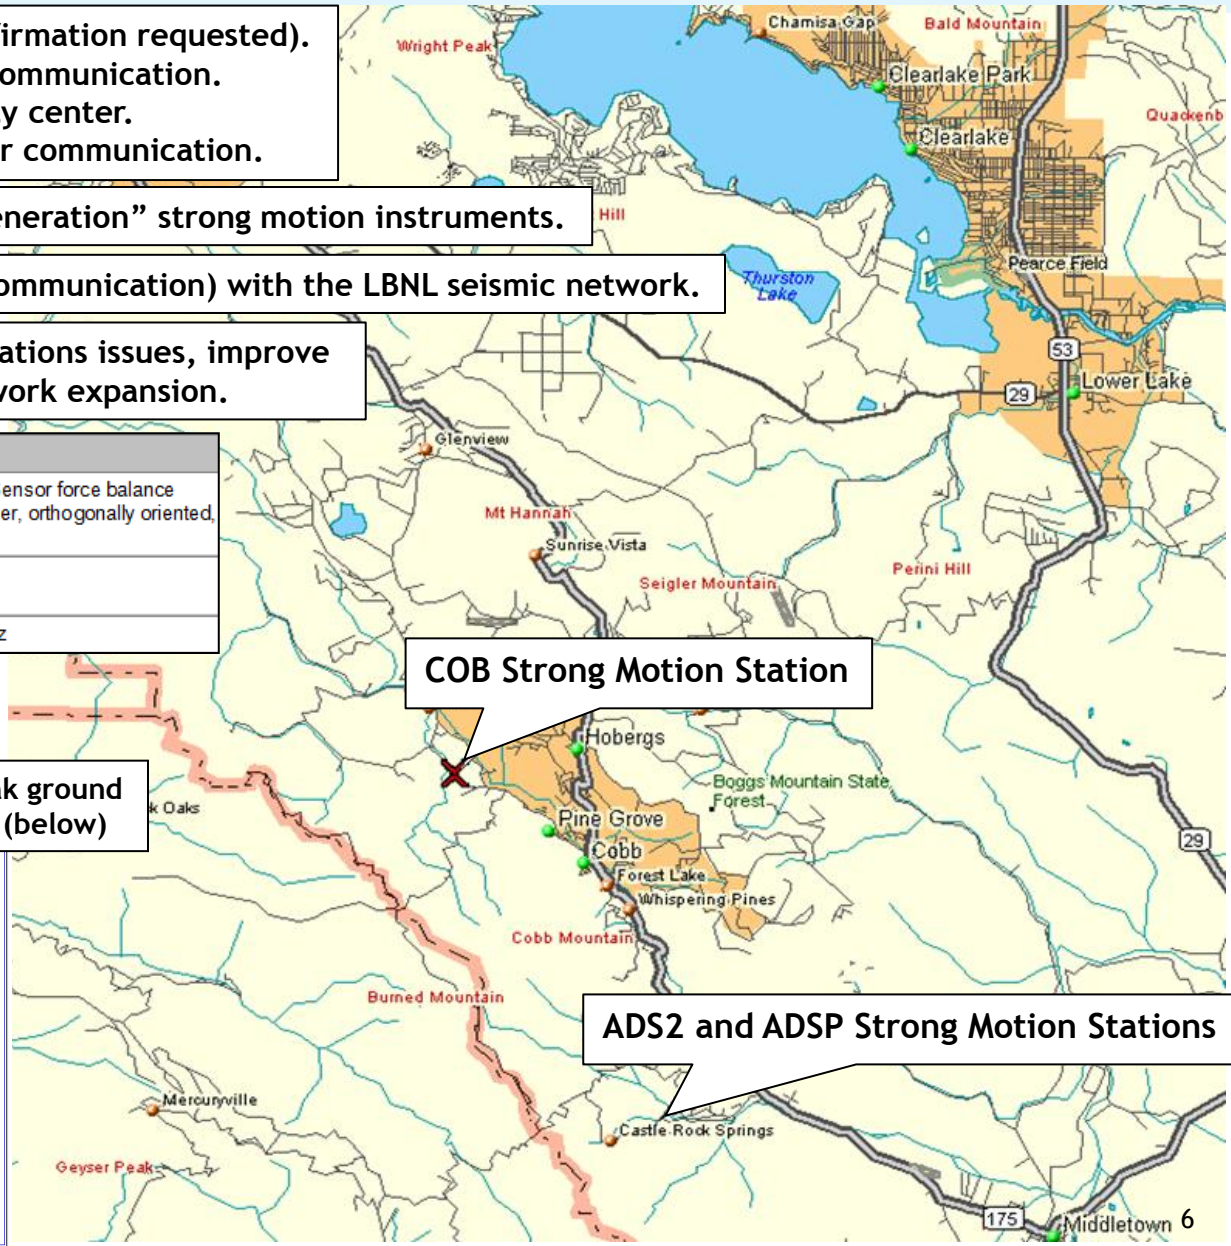 firmation requested).
ommunication.
y center.
r communication.
eneration” strong motion instruments.
ommunication) with the LBNL seismic network.
ations issues, improve
work expansion.
ensor force balance
er, orthogonally oriented,
z
ak ground
(below)
Wright Peak
Chamisa Gap
Bald Mountain
Clearlake Park
Quackenb
Clearlake
Hill
Pearce Field
Thurston
Lake
53
29
Lower Lake
Glenview
Mt Hannah
Sunrise Vista
Seigler Mountain
Perini Hill
COB Strong Motion Station
Hobergs
Boggs Mountain State
Forest
k Oaks
Pine Grove
29
Cobb
Forest Lake
Whispering Pines
Cobb Mountain
Burned Mountain
ADS2 and ADSP Strong Motion Stations
Mercuryville
Castle Rock Springs
Geyser Peak
175
Middletown
6